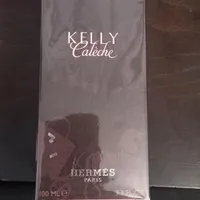 KELLY
Calèche
HERMÈS
PARIS
100 ML ℮